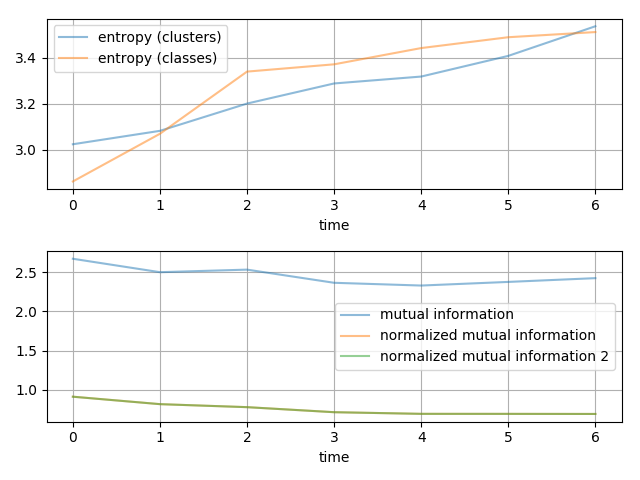 entropy (clusters)
entropy (classes)
3.4
3.2
3.0
0 1 2 3 4 5 6
time
2.5
2.0
1.5
1.0
mutual information
normalized mutual information
normalized mutual information 2
0 1 2 3 4 5 6
time